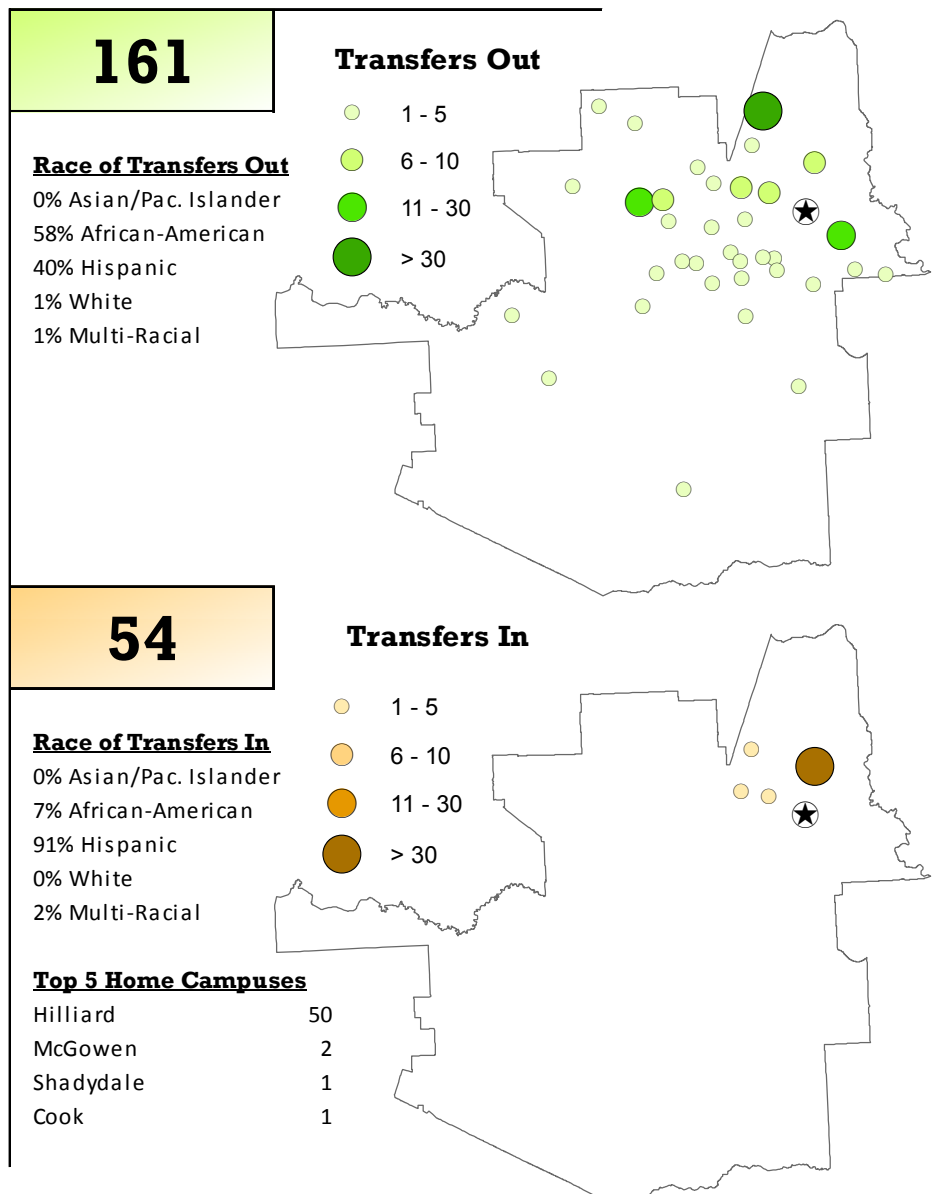 161
Transfers Out
1 - 5
6 - 10
11 - 30
> 30
Race of Transfers Out
0% Asian/Pac. Islander
58% African-American
40% Hispanic
1% White
1% Multi-Racial
54
Transfers In
1 - 5
6 - 10
11 - 30
> 30
Race of Transfers In
0% Asian/Pac. Islander
7% African-American
91% Hispanic
0% White
2% Multi-Racial
Top 5 Home Campuses
Hilliard 50
McGowen 2
Shadydale 1
Cook 1